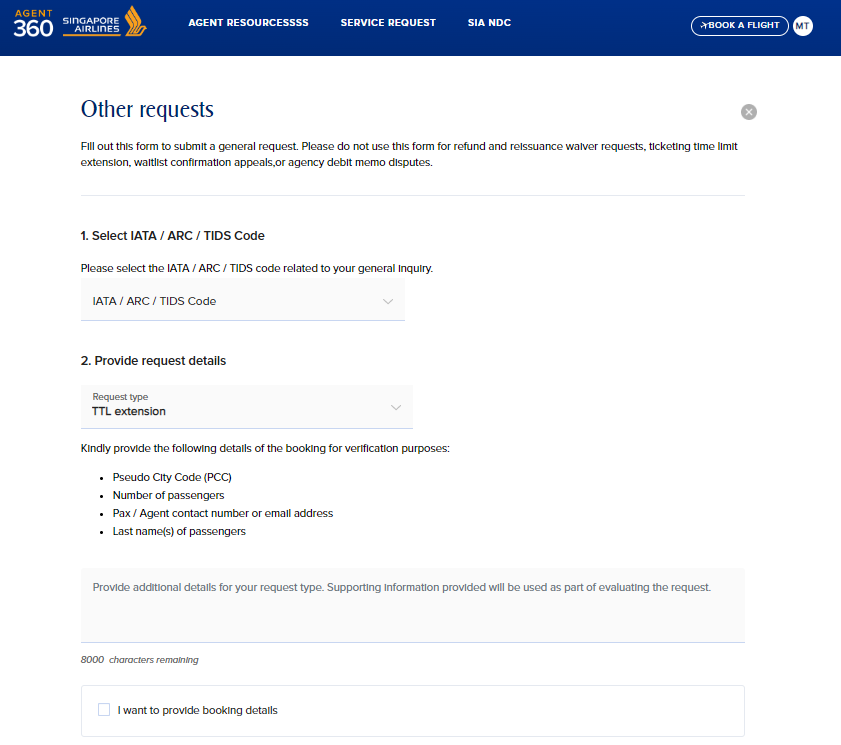 AGENT
360
SINGAPORE
AIRLINES
AGENT RESOURCESSSS
SERVICE REQUEST
SIA NDC
BOOK A FLIGHT
MT
Other requests
Fill out this form to submit a general request. Please do not use this form for refund and reissuance waiver requests, ticketing time limit
extension, waitlist confirmation appeals,or agency debit memo disputes.
1. Select IATA / ARC / TIDS Code
Please select the IATA / ARC / TIDS code related to your general inquiry.
IATA / ARC / TIDS Code
2. Provide request details
Request type
TTL extension
Kindly provide the following details of the booking for verification purposes:
• Pseudo City Code (PCC)
• Number of passengers
• Pax / Agent contact number or email address
• Last name(s) of passengers
Provide additional details for your request type. Supporting information provided will be used as part of evaluating the request.
8000 characters remaining
I want to provide booking details